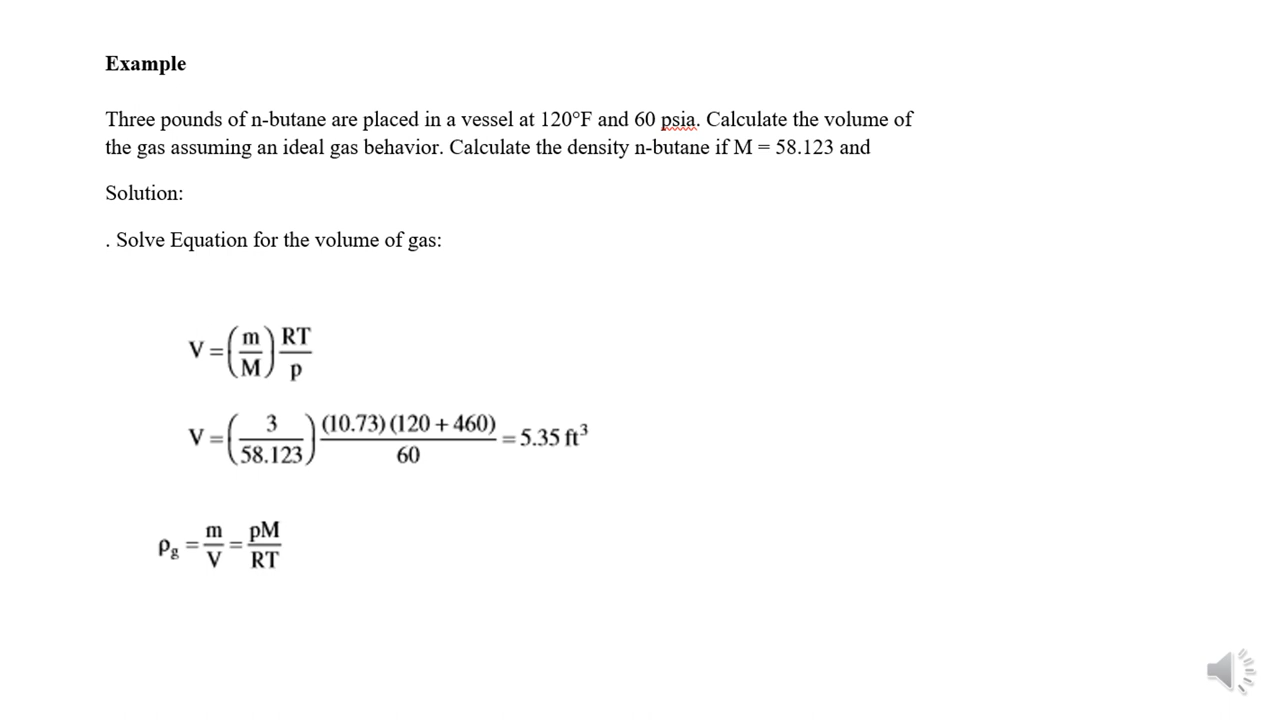 Example
Three pounds of n-butane are placed in a vessel at 120°F and 60 psia. Calculate the volume of
the gas assuming an ideal gas behavior. Calculate the density n-butane if M = 58.123 and
Solution:
. Solve Equation for the volume of gas:
V = (m/M) RT/p
V = (3/58.123) (10.73)(120 + 460)/60 = 5.35 ft³
ρg = m/V = pM/RT